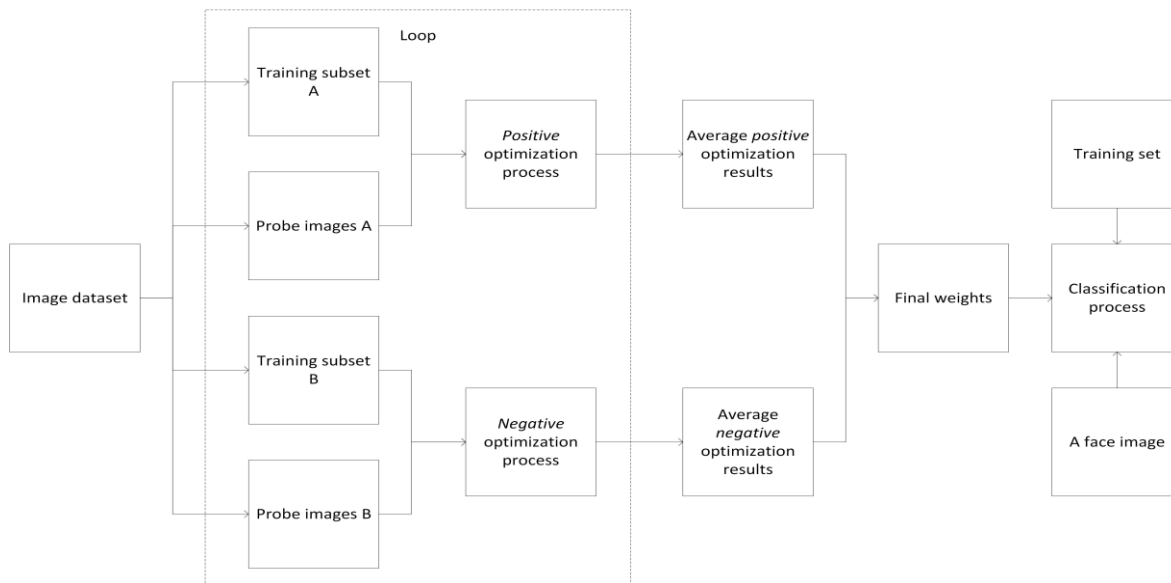 Loop
Training subset
A
Probe images A
Positive
optimization
process
Average positive
optimization
results
Training set
Image dataset
Training subset
B
Probe images B
Negative
optimization
process
Average
negative
optimization
results
Final weights
Classification
process
A face image